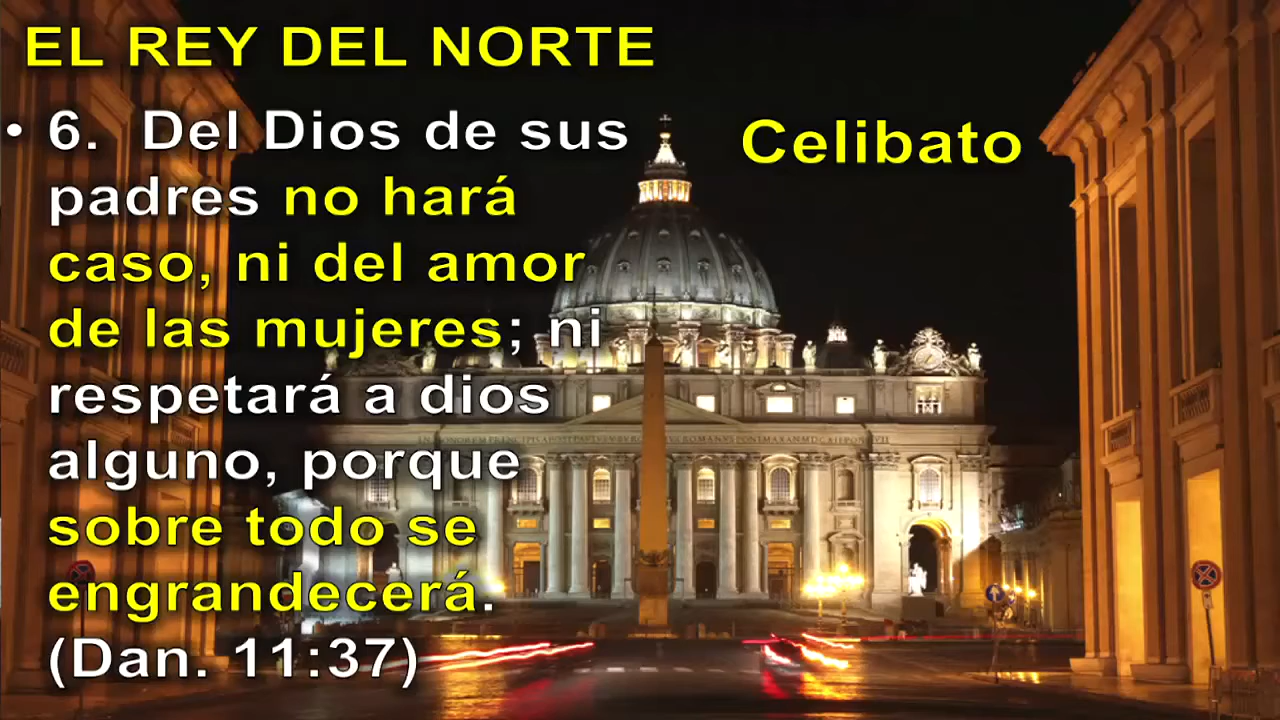 EL REY DEL NORTE
• 6. Del Dios de sus
padres no hará
caso, ni del amor
de las mujeres; ni
respetará a dios
alguno, porque
sobre todo se
engrandecerá.
(Dan. 11:37)
Celibato